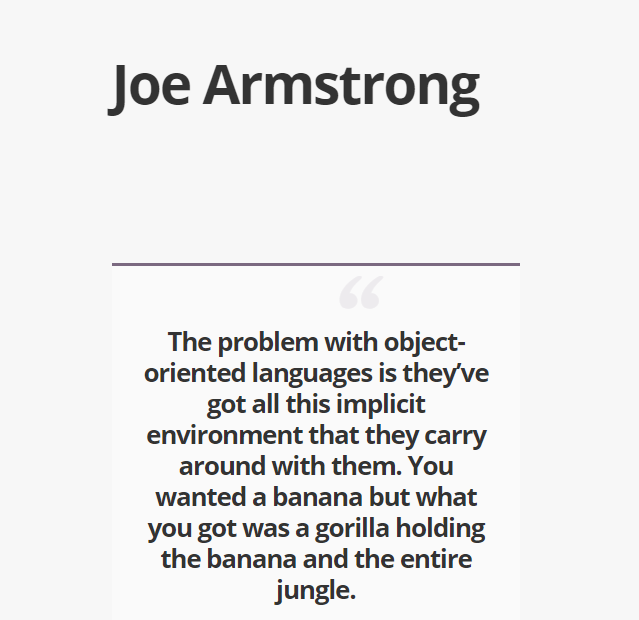 Joe Armstrong
“
The problem with object-
oriented languages is they’ve
got all this implicit
environment that they carry
around with them. You
wanted a banana but what
you got was a gorilla holding
the banana and the entire
jungle.